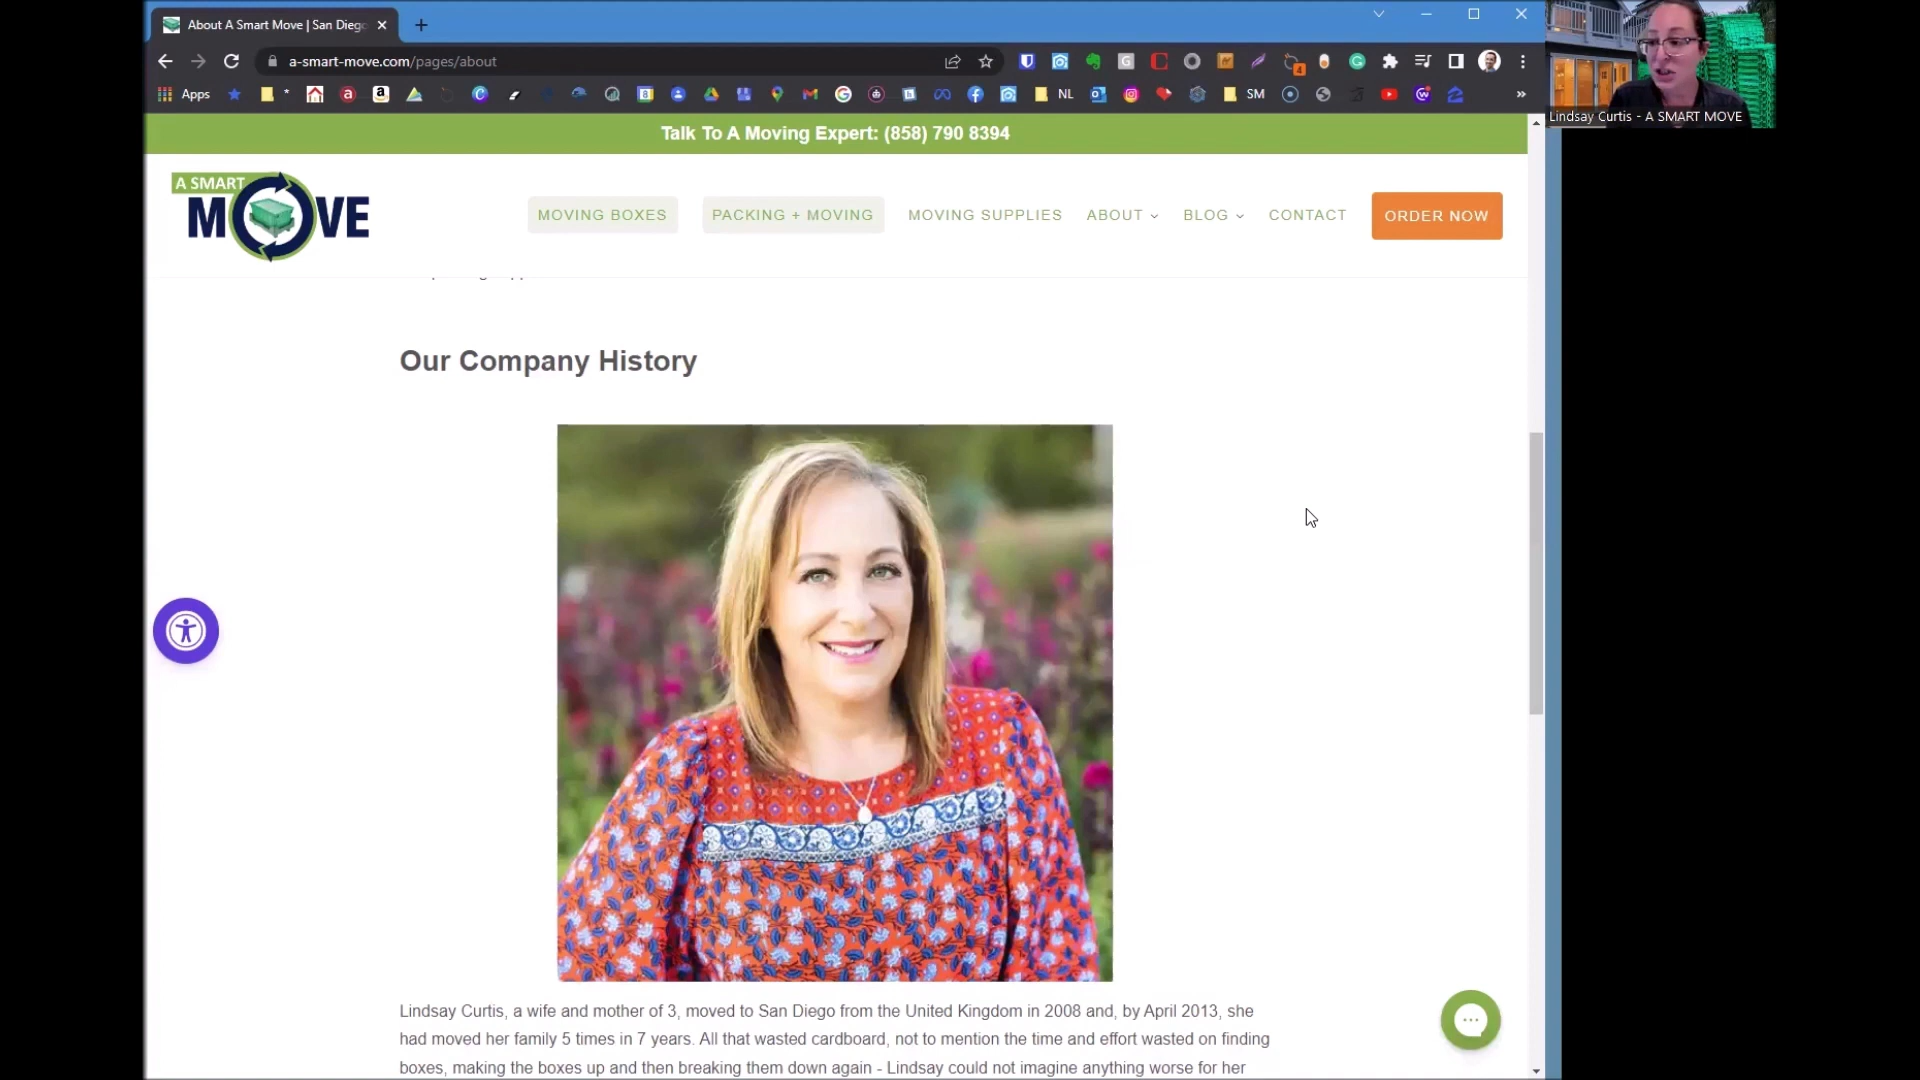 About A Smart Move | San Dieg
a-smart-move.com/pages/about
Apps
NL
SM
Lindsay Curtis - A SMART MOVE
Talk To A Moving Expert: (858) 790 8394
A SMART
MOVE
MOVING BOXES
PACKING + MOVING
MOVING SUPPLIES
ABOUT
BLOG
CONTACT
ORDER NOW
Our Company History
Lindsay Curtis, a wife and mother of 3, moved to San Diego from the United Kingdom in 2008 and, by April 2013, she
had moved her family 5 times in 7 years. All that wasted cardboard, not to mention the time and effort wasted on finding
boxes, making the boxes up and then breaking them down again - Lindsay could not imagine anything worse for her